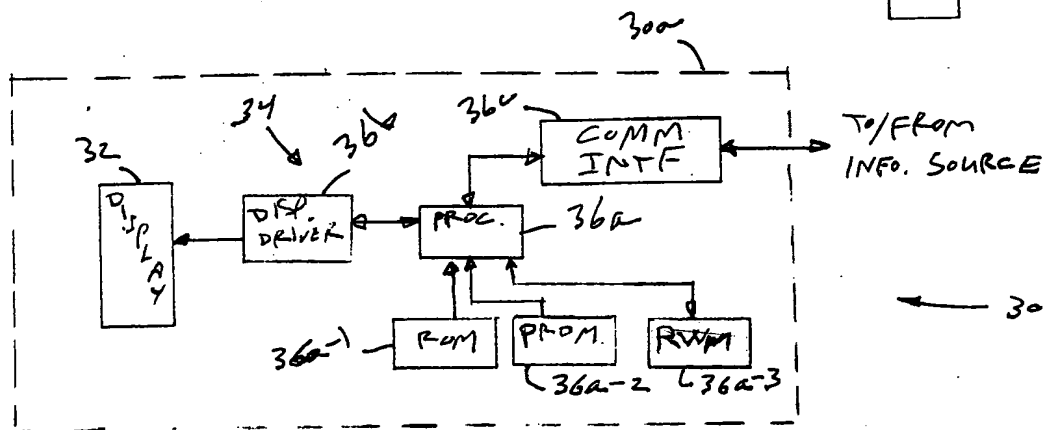 30a
34
36b
36c
32
COMM
INTF
TO/FROM
INFO. SOURCE
DISPLAY
DISP.
DRIVER
PROC.
36a
30
36a-1
ROM
PROM.
RWM
36a-2
36a-3